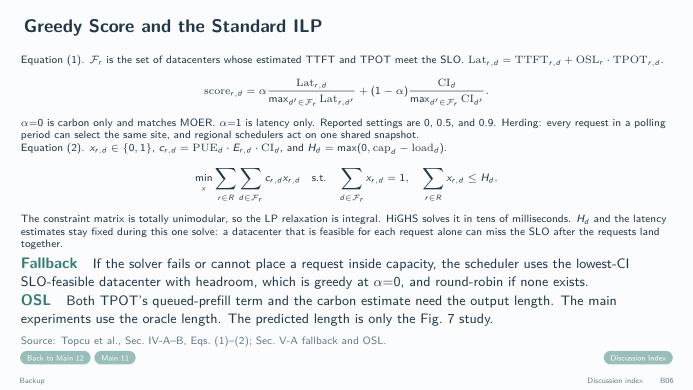 Greedy Score and the Standard ILP
Equation (1). ℱ_r is the set of datacenters whose estimated TTFT and TPOT meet the SLO. Lat_{r,d} = TTFT_{r,d} + OSL_r · TPOT_{r,d}.
score_{r,d} = α Lat_{r,d} / max_{d′∈ℱ_r} Lat_{r,d′} + (1 − α) CI_d / max_{d′∈ℱ_r} CI_{d′} .
α=0 is carbon only and matches MOER. α=1 is latency only. Reported settings are 0, 0.5, and 0.9. Herding: every request in a polling
period can select the same site, and regional schedulers act on one shared snapshot.
Equation (2). x_{r,d} ∈ {0, 1}, c_{r,d} = PUE_d · E_{r,d} · CI_d, and H_d = max(0, cap_d − load_d).
min_x ∑_{r∈R} ∑_{d∈ℱ_r} c_{r,d} x_{r,d} s.t. ∑_{d∈ℱ_r} x_{r,d} = 1, ∑_{r∈R} x_{r,d} ≤ H_d.
The constraint matrix is totally unimodular, so the LP relaxation is integral. HiGHS solves it in tens of milliseconds. H_d and the latency
estimates stay fixed during this one solve: a datacenter that is feasible for each request alone can miss the SLO after the requests land
together.
Fallback If the solver fails or cannot place a request inside capacity, the scheduler uses the lowest-CI
SLO-feasible datacenter with headroom, which is greedy at α=0, and round-robin if none exists.
OSL Both TPOT's queued-prefill term and the carbon estimate need the output length. The main
experiments use the oracle length. The predicted length is only the Fig. 7 study.
Source: Topcu et al., Sec. IV-A–B, Eqs. (1)–(2); Sec. V-A fallback and OSL.
Back to Main 12 Main 11 Discussion Index
Backup Discussion index B06